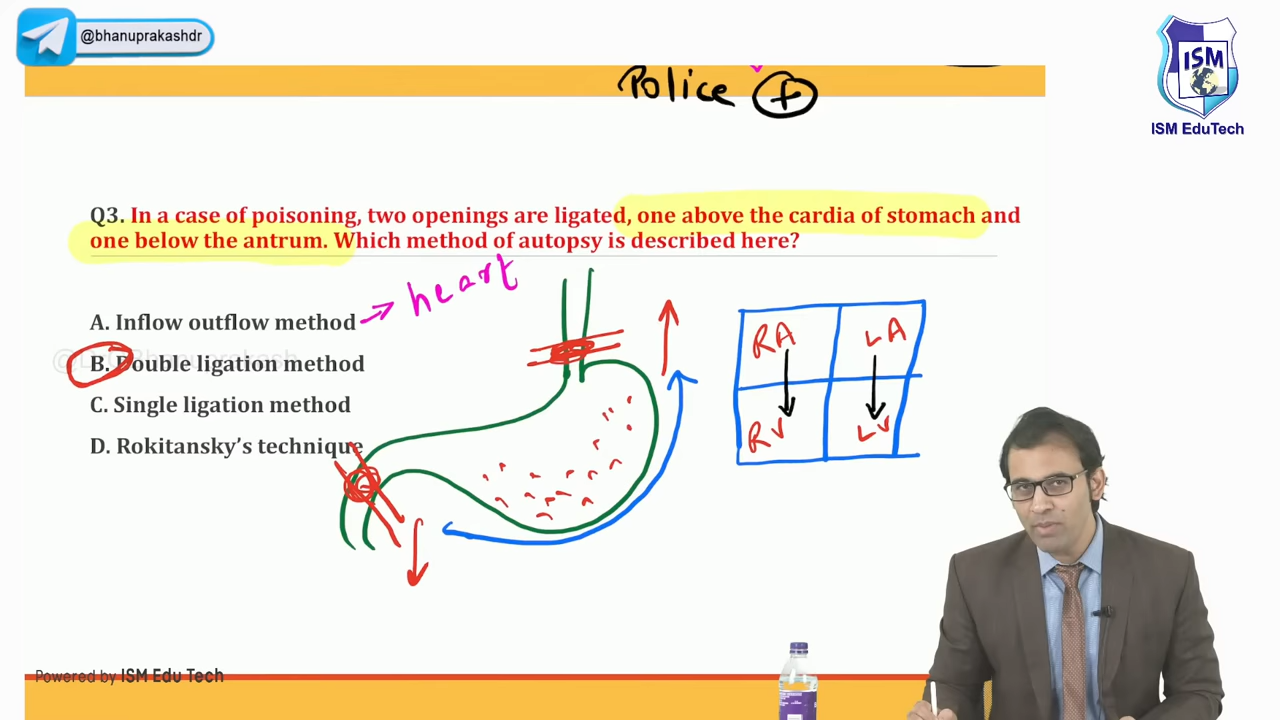 @bhanuprakashdr
ISM
ISM EduTech
Police +
Q3. In a case of poisoning, two openings are ligated, one above the cardia of stomach and
one below the antrum. Which method of autopsy is described here?
A. Inflow outflow method → heart
B. Double ligation method
C. Single ligation method
D. Rokitansky’s technique
RA LA
RV LV
Powered by ISM Edu Tech